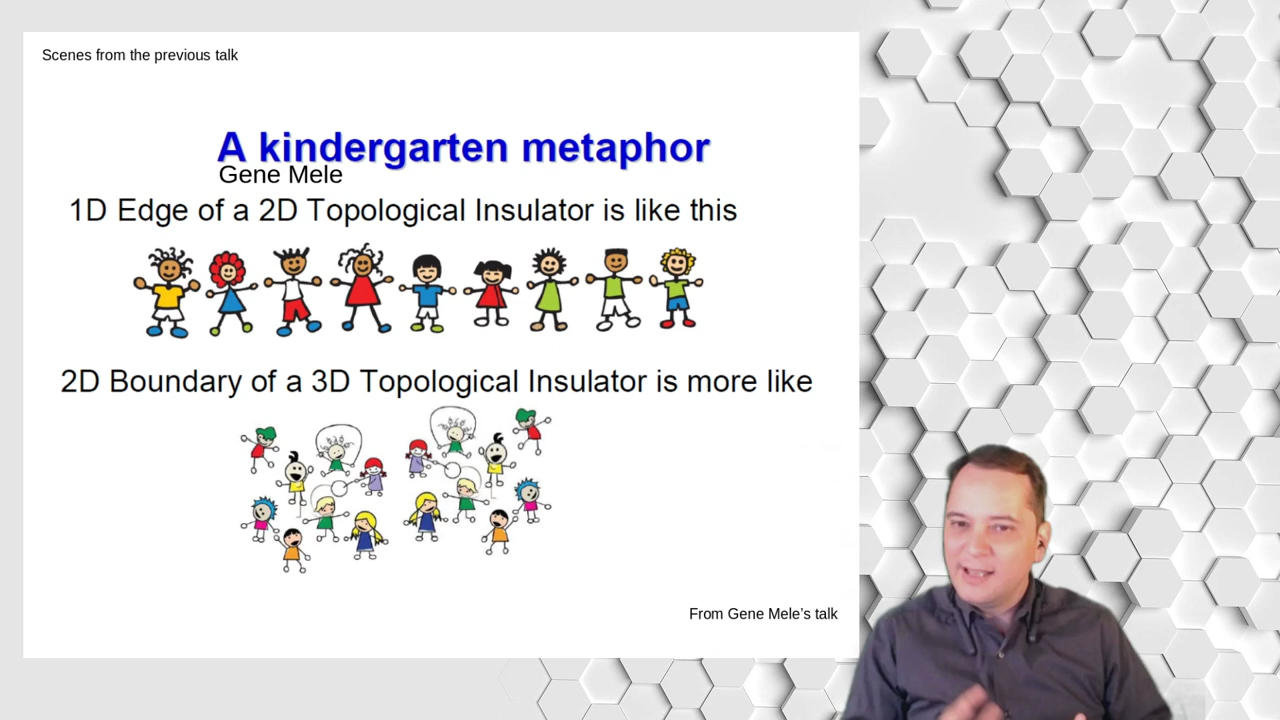 Scenes from the previous talk
A kindergarten metaphor
Gene Mele
1D Edge of a 2D Topological Insulator is like this
2D Boundary of a 3D Topological Insulator is more like
From Gene Mele’s talk